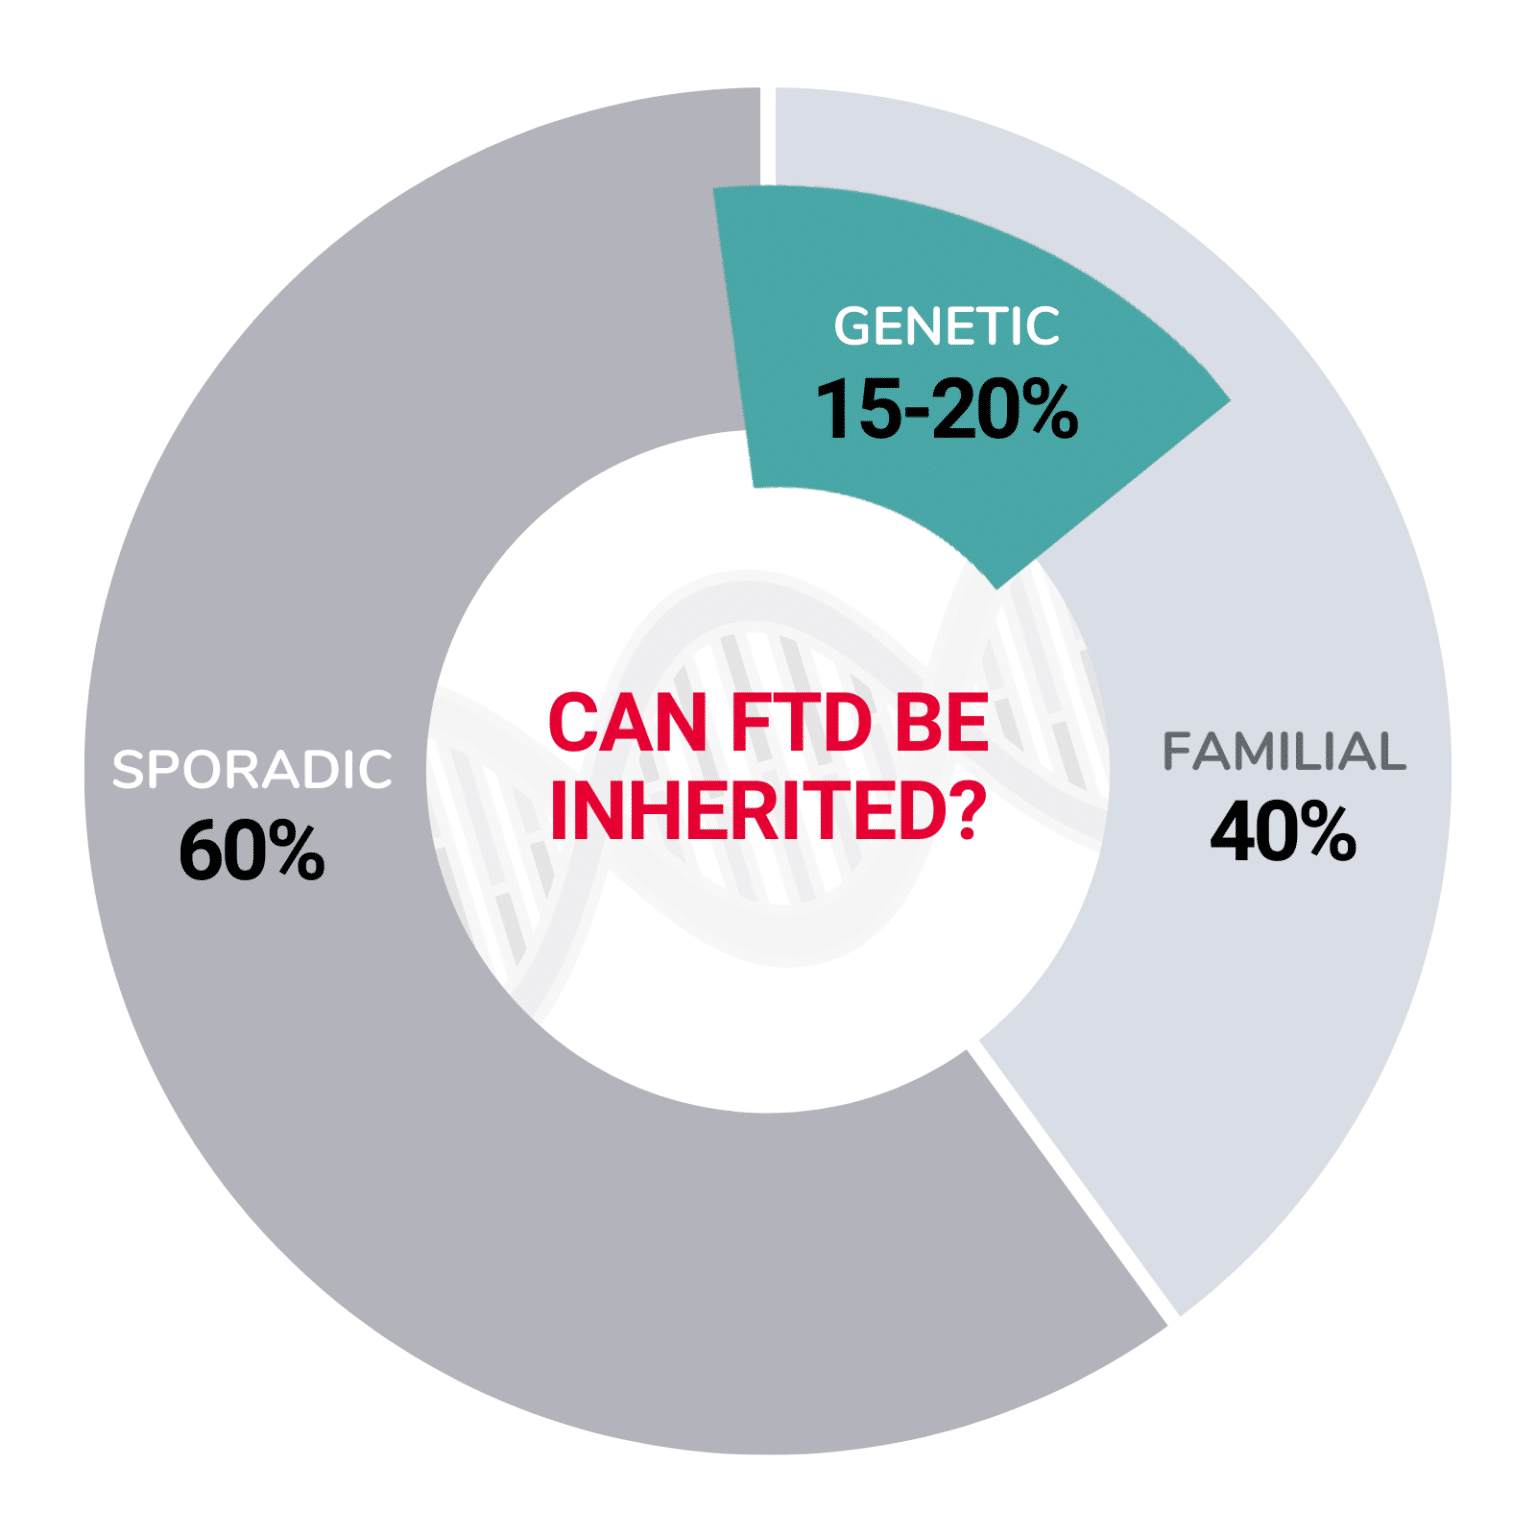 GENETIC
15-20%
CAN FTD BE
INHERITED?
SPORADIC
60%
FAMILIAL
40%